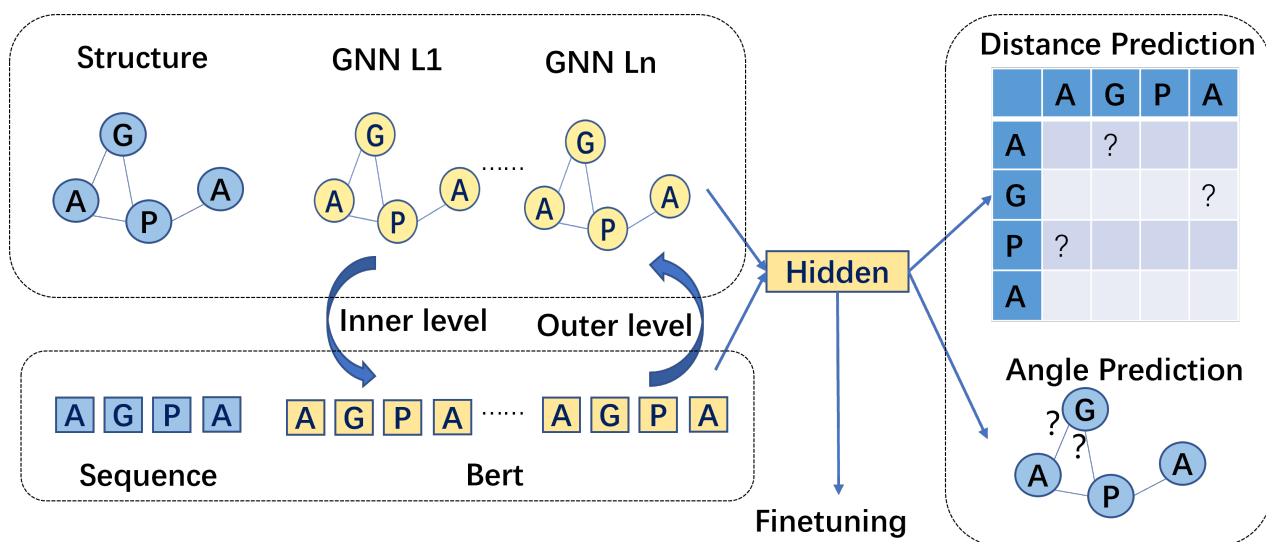 Structure
GNN L1
GNN Ln
G
A
P
A
G
A
P
A
......
G
A
P
A
Inner level
Outer level
A G P A
A G P A ...... A G P A
Sequence
Bert
Hidden
Finetuning
Distance Prediction
A G P A
A ?
G ?
P ?
A
Angle Prediction
G
?
?
A
P
A